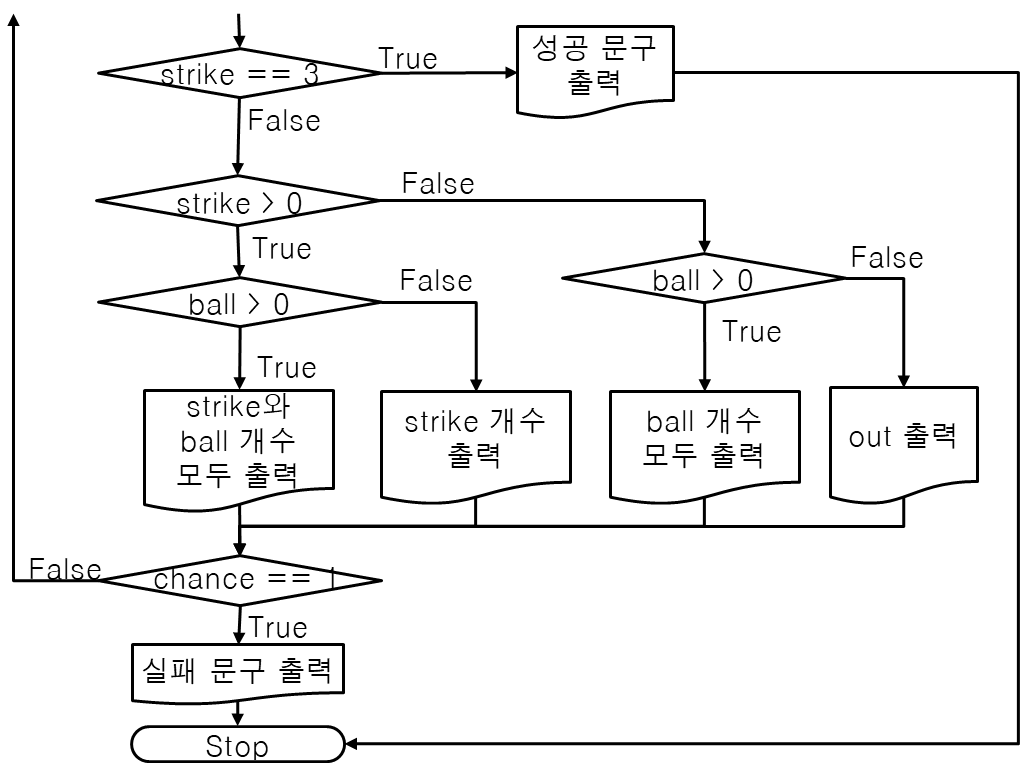 strike == 3
True
성공 문구
출력
False
strike > 0
False
True
ball > 0
False
ball > 0
False
True
True
strike와
ball 개수
모두 출력
strike 개수
출력
ball 개수
모두 출력
out 출력
False
chance == 1
True
실패 문구 출력
Stop